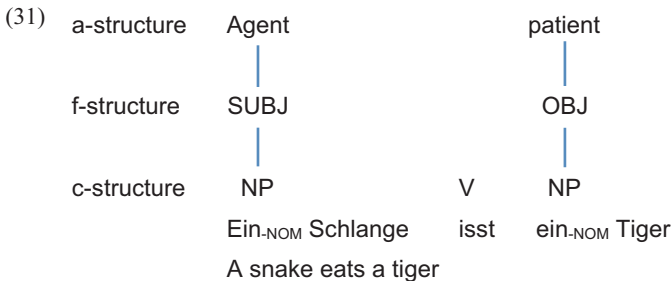 (31) a-structure Agent patient
f-structure SUBJ OBJ
c-structure NP V NP
Ein-NOM Schlange isst ein-NOM Tiger
A snake eats a tiger